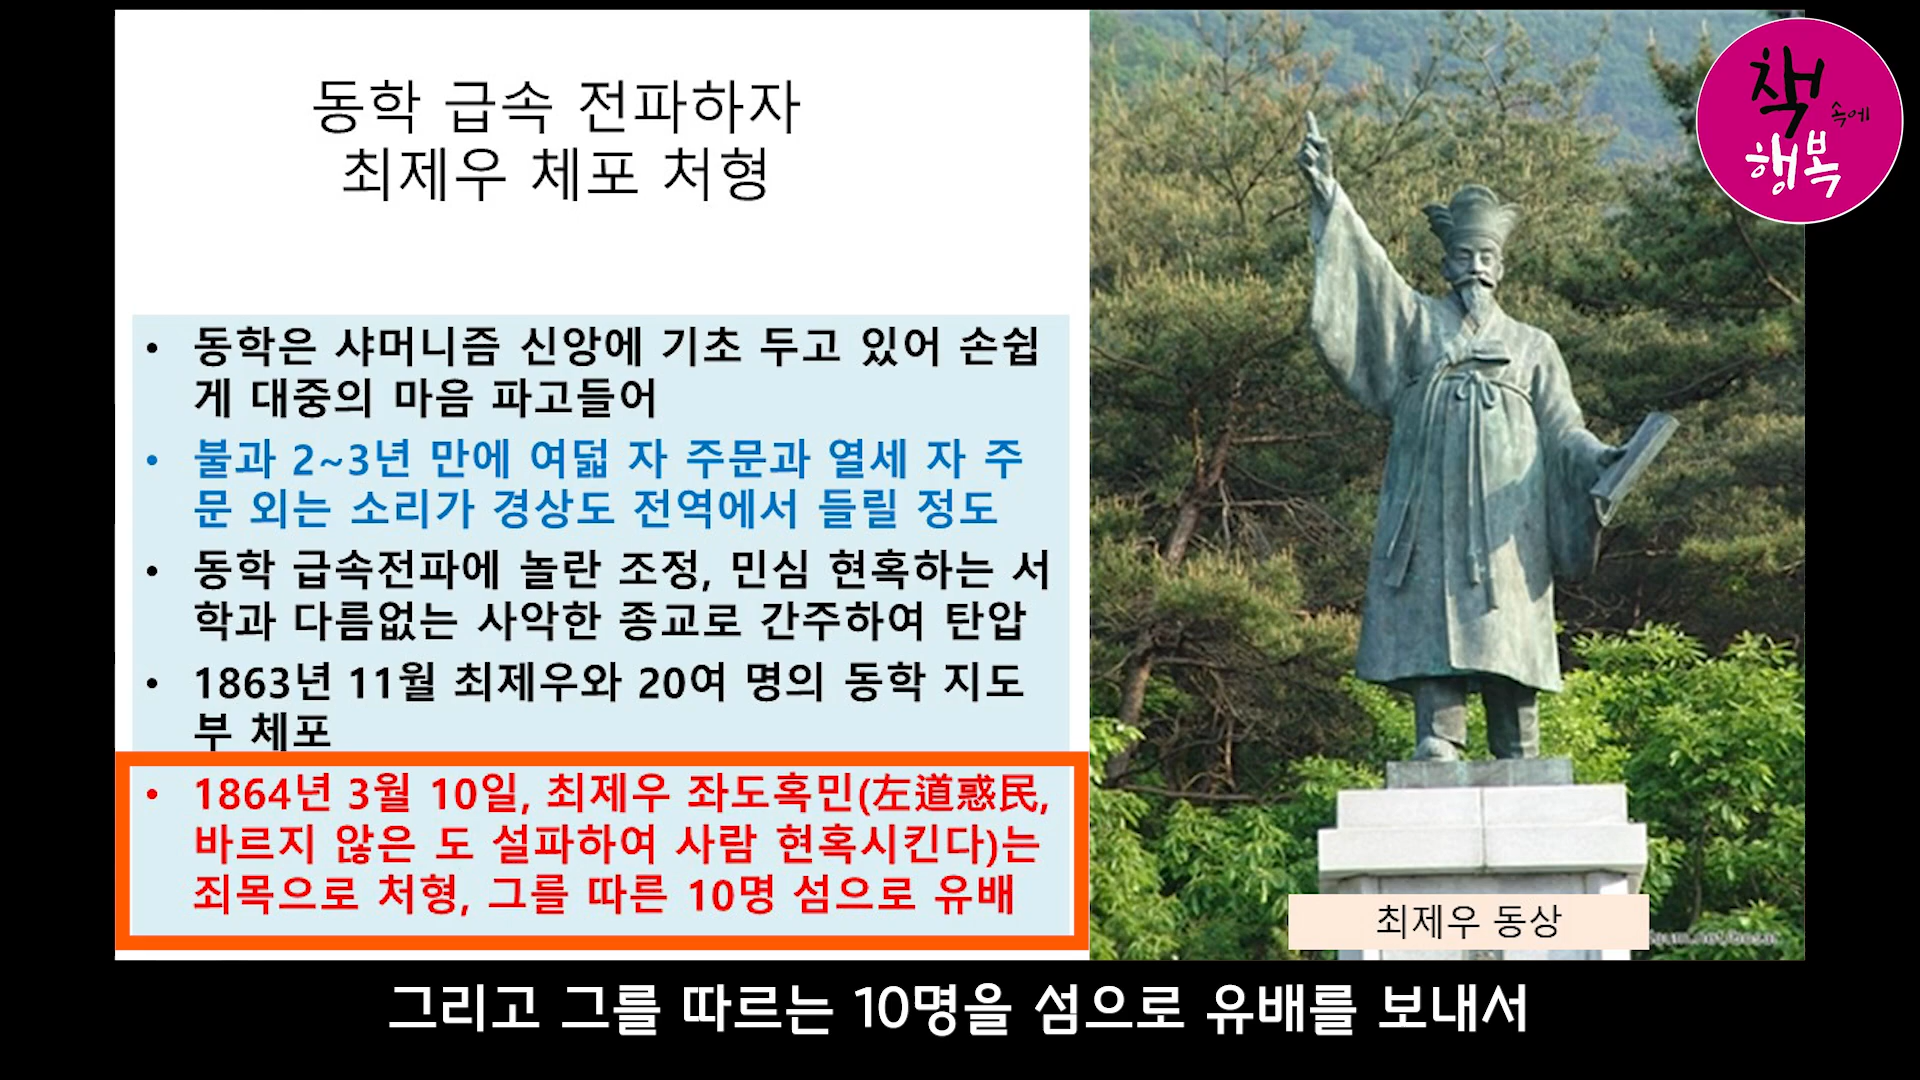 동학 급속 전파하자
최제우 체포 처형
책
속에
행복
• 동학은 샤머니즘 신앙에 기초 두고 있어 손쉽
게 대중의 마음 파고들어
• 불과 2~3년 만에 여덟 자 주문과 열세 자 주
문 외는 소리가 경상도 전역에서 들릴 정도
• 동학 급속전파에 놀란 조정, 민심 현혹하는 서
학과 다름없는 사악한 종교로 간주하여 탄압
• 1863년 11월 최제우와 20여 명의 동학 지도
부 체포
• 1864년 3월 10일, 최제우 좌도혹민(左道惑民,
바르지 않은 도 설파하여 사람 현혹시킨다)는
죄목으로 처형, 그를 따른 10명 섬으로 유배
최제우 동상
그리고 그를 따르는 10명을 섬으로 유배를 보내서